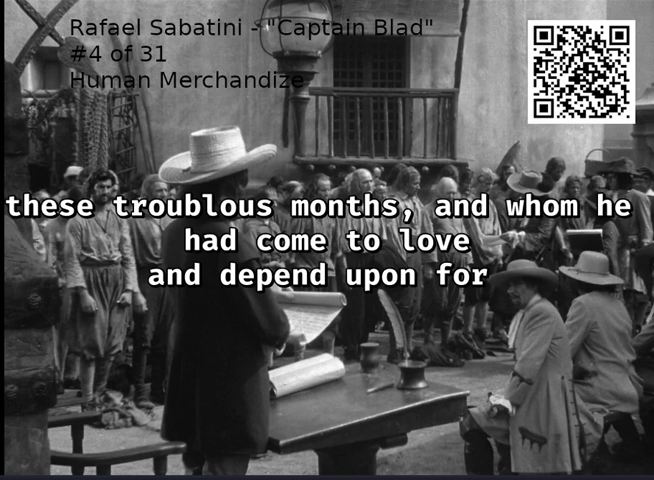 Rafael Sabatini - "Captain Blad"
#4 of 31
Human Merchandize
these troublous months, and whom he
had come to love
and depend upon for